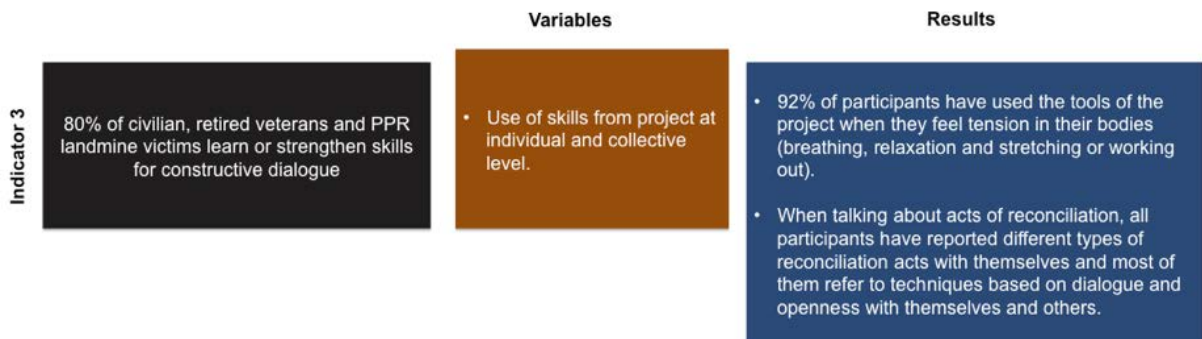 Variables
Results
Indicator 3
80% of civilian, retired veterans and PPR
landmine victims learn or strengthen skills
for constructive dialogue
• Use of skills from project at
individual and collective
level.
• 92% of participants have used the tools of the
project when they feel tension in their bodies
(breathing, relaxation and stretching or working
out).
• When talking about acts of reconciliation, all
participants have reported different types of
reconciliation acts with themselves and most of
them refer to techniques based on dialogue and
openness with themselves and others.